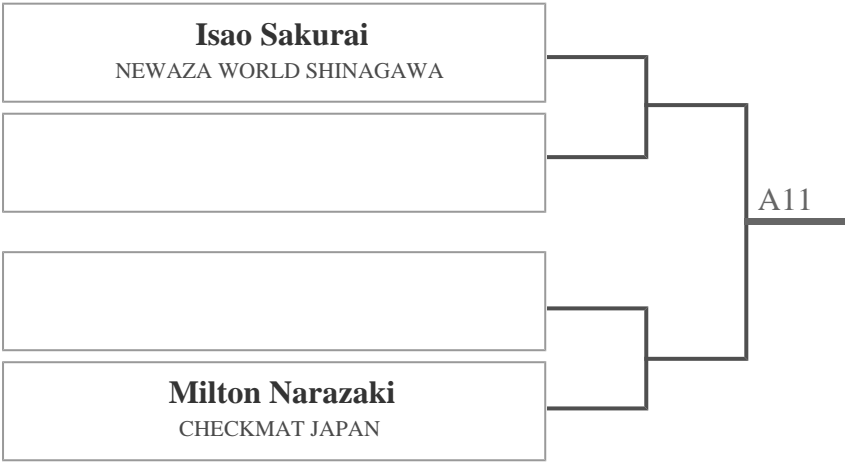 Isao Sakurai
NEWAZA WORLD SHINAGAWA
A11
Milton Narazaki
CHECKMAT JAPAN